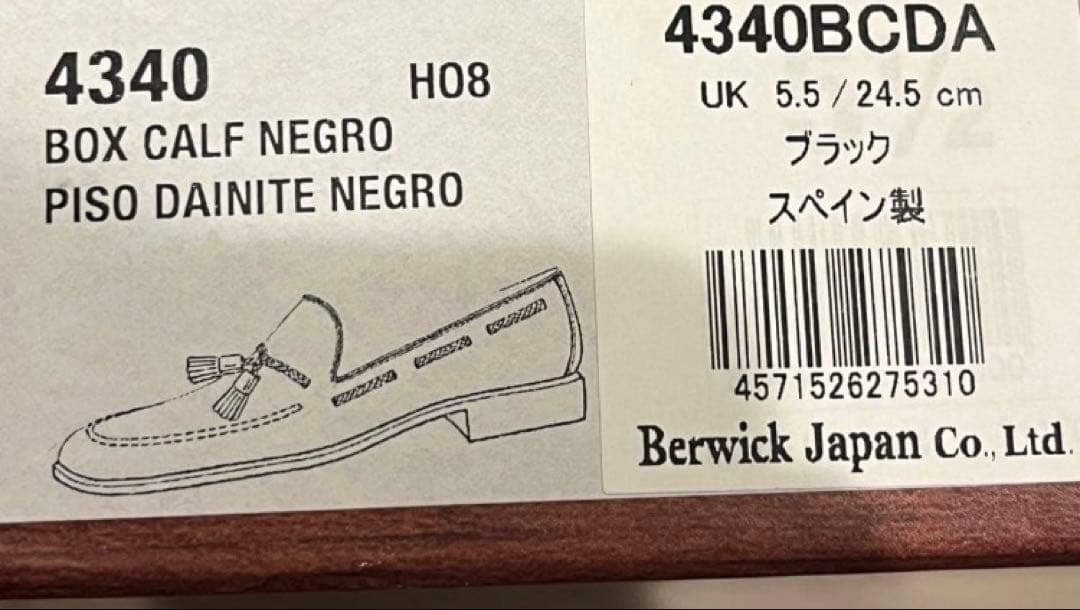 4340 H08
BOX CALF NEGRO
PISO DAINITE NEGRO
4340BCDA
UK 5.5 / 24.5 cm
ブラック
スペイン製
4571526275310
Berwick Japan Co., Ltd.